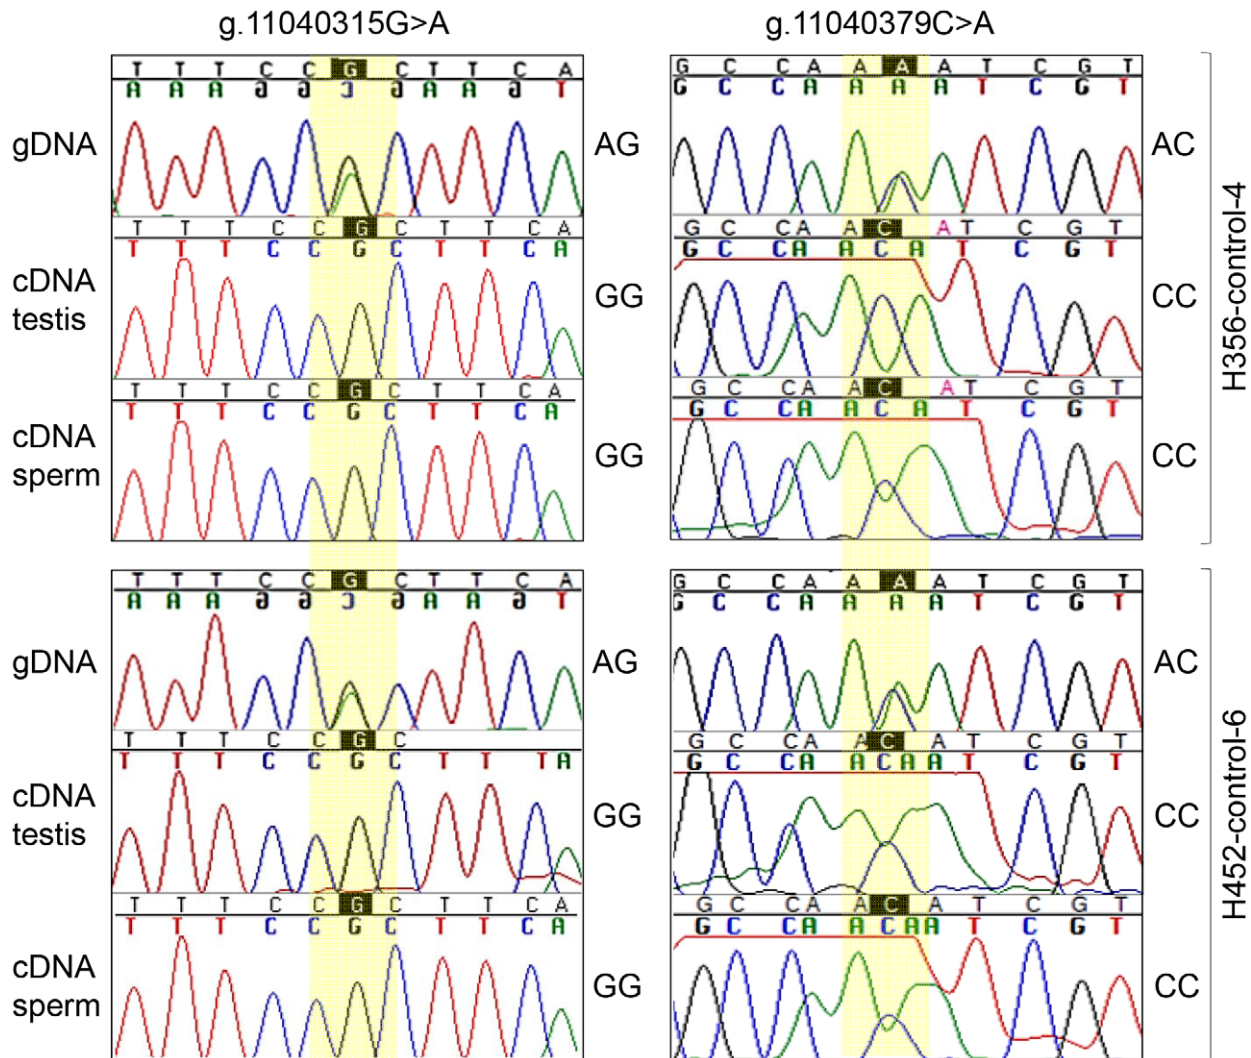 g.11040315G>A
g.11040379C>A
H356-control-4
gDNA
T T T C C G C T T C A
A A A G G C G A A G T
AG
G C C A A A A T C G T
G C C A A A A T C G T
AC
cDNA
testis
T T T C C G C T T C A
T T T C C G C T T C A
GG
G C C A A C A T C G T
G C C A A C A T C G T
CC
cDNA
sperm
T T T C C G C T T C A
T T T C C G C T T C A
GG
G C C A A C A T C G T
G C C A A C A T C G T
CC
H452-control-6
gDNA
T T T C C G C T T C A
A A A G G C G A A G T
AG
G C C A A A A T C G T
G C C A A A A T C G T
AC
cDNA
testis
T T T C C G C
T T T C C G C T T T A
GG
G C C A A C A T C G T
G C C A A C A A T C G T
CC
cDNA
sperm
T T T C C G C T T C A
T T T C C G C T T C A
GG
G C C A A C A T C G T
G C C A A C A A T C G T
CC